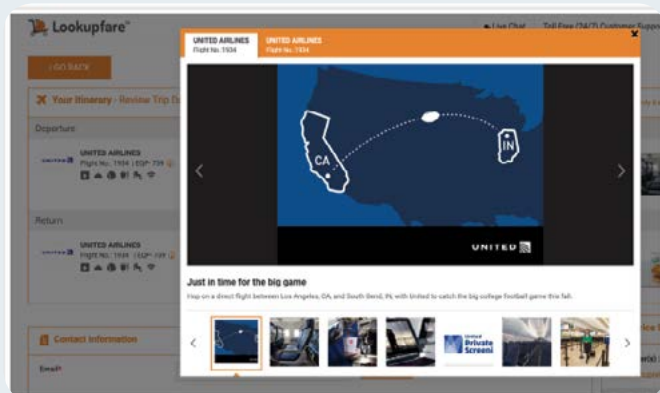 Lookupfare™
Live Chat Toll Free (24/7) Customer Suppo
UNITED AIRLINES
Flight No.: 1934
UNITED AIRLINES
Flight No.: 1934
GO BACK
Your Itinerary - Review Trip D
Departure
UNITED AIRLINES
Flight No.: 1934 | EQP: 739
Return
UNITED AIRLINES
Flight No.: 1934 | EQP: 739
CA
IN
UNITED
Just in time for the big game
Hop on a direct flight between Los Angeles, CA, and South Bend, IN, with United to catch the big college football game this fall.
United
Private
Screeni
Contact Information
Email*